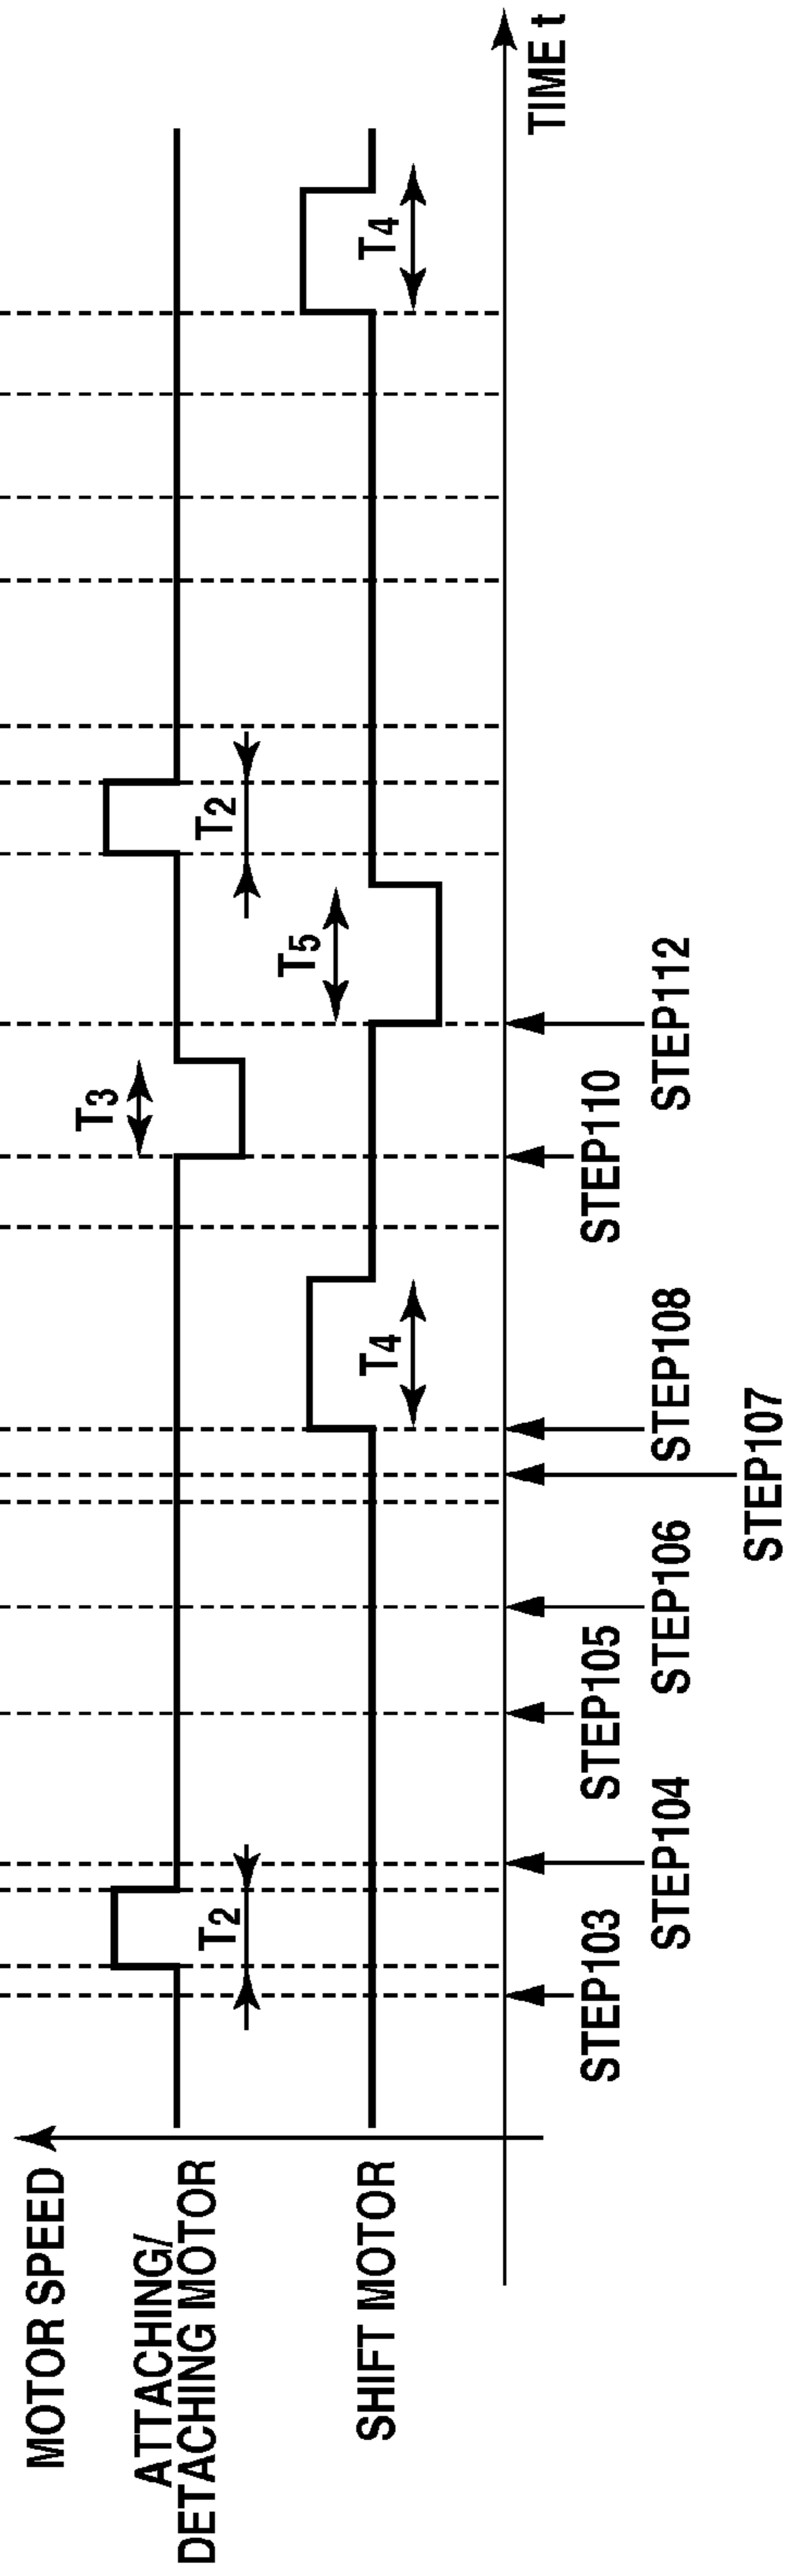 MOTOR SPEED
ATTACHING/
DETACHING MOTOR
T2
T3
T2
SHIFT MOTOR
T4
T5
T4
TIME t
STEP103
STEP104
STEP105
STEP106
STEP107
STEP108
STEP110
STEP112